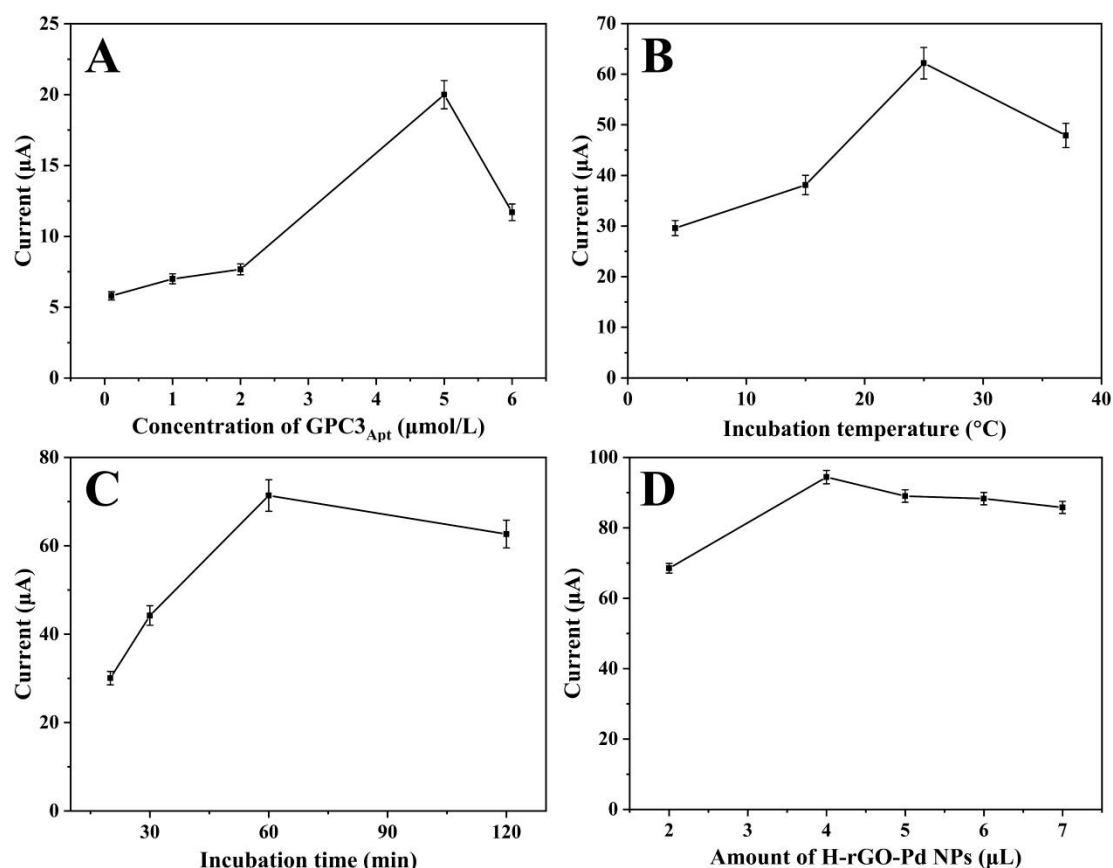 A
Current (μA)
25
20
15
10
5
0
0 1 2 3 4 5 6
Concentration of GPC3Apt (μmol/L)
B
Current (μA)
70
60
50
40
30
20
10
0
0 10 20 30 40
Incubation temperature (°C)
C
Current (μA)
80
60
40
20
0
30 60 90 120
Incubation time (min)
D
Current (μA)
100
80
60
40
20
0
2 3 4 5 6 7
Amount of H-rGO-Pd NPs (μL)